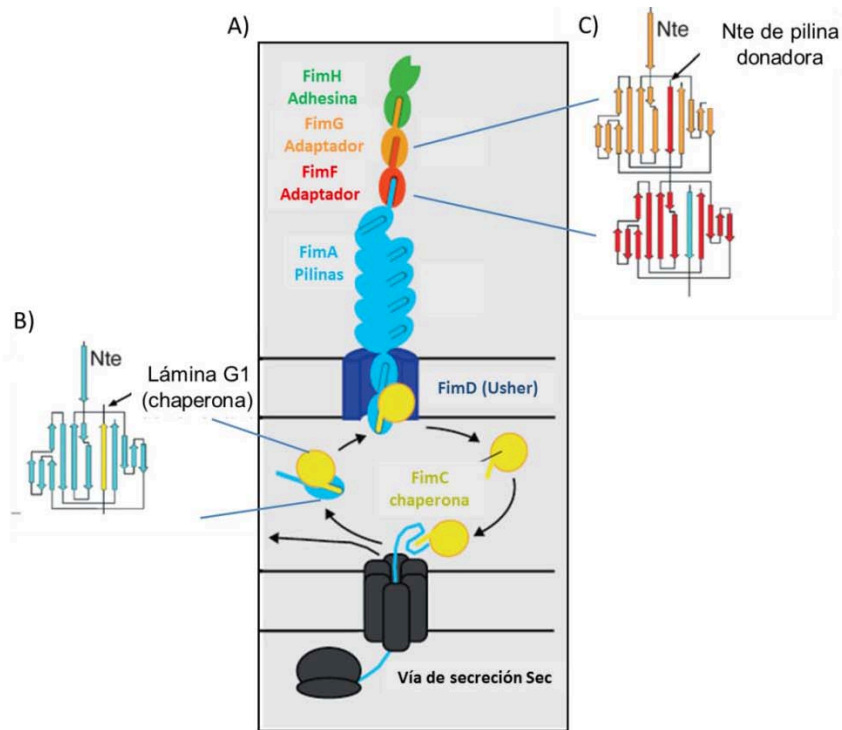 A)
FimH
Adhesina
FimG
Adaptador
FimF
Adaptador
FimA
Pilinas
FimD (Usher)
FimC
chaperona
Vía de secreción Sec
B)
Nte
Lámina G1
(chaperona)
C)
Nte
Nte de pilina
donadora